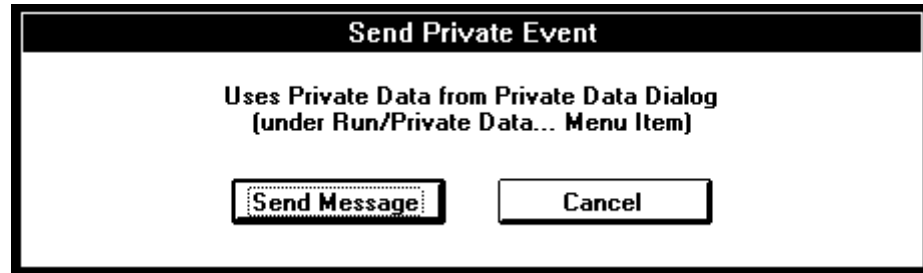 Send Private Event
Uses Private Data from Private Data Dialog
(under Run/Private Data... Menu Item)
Send Message
Cancel